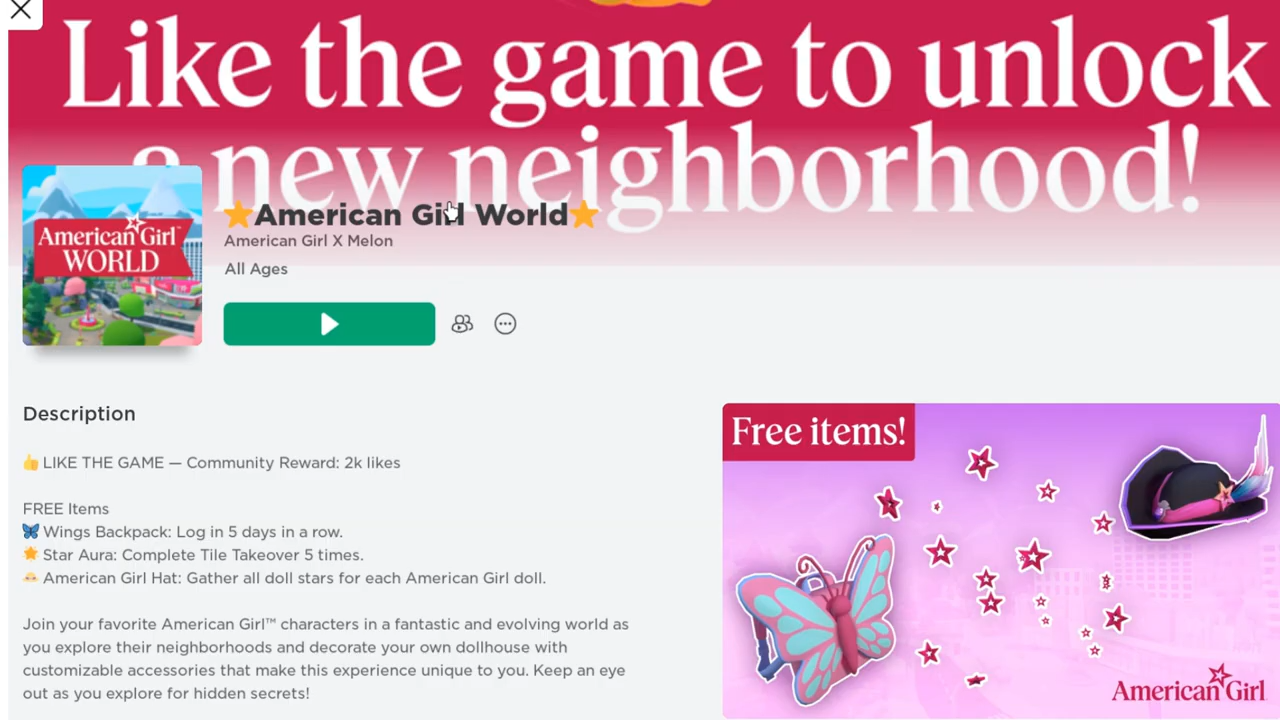 Like the game to unlock
a new neighborhood!
American Girl
WORLD
American Girl World
American Girl X Melon
All Ages
Description
LIKE THE GAME — Community Reward: 2k likes
FREE Items
Wings Backpack: Log in 5 days in a row.
Star Aura: Complete Tile Takeover 5 times.
American Girl Hat: Gather all doll stars for each American Girl doll.
Join your favorite American Girl™ characters in a fantastic and evolving world as
you explore their neighborhoods and decorate your own dollhouse with
customizable accessories that make this experience unique to you. Keep an eye
out as you explore for hidden secrets!
Free items!
American Girl